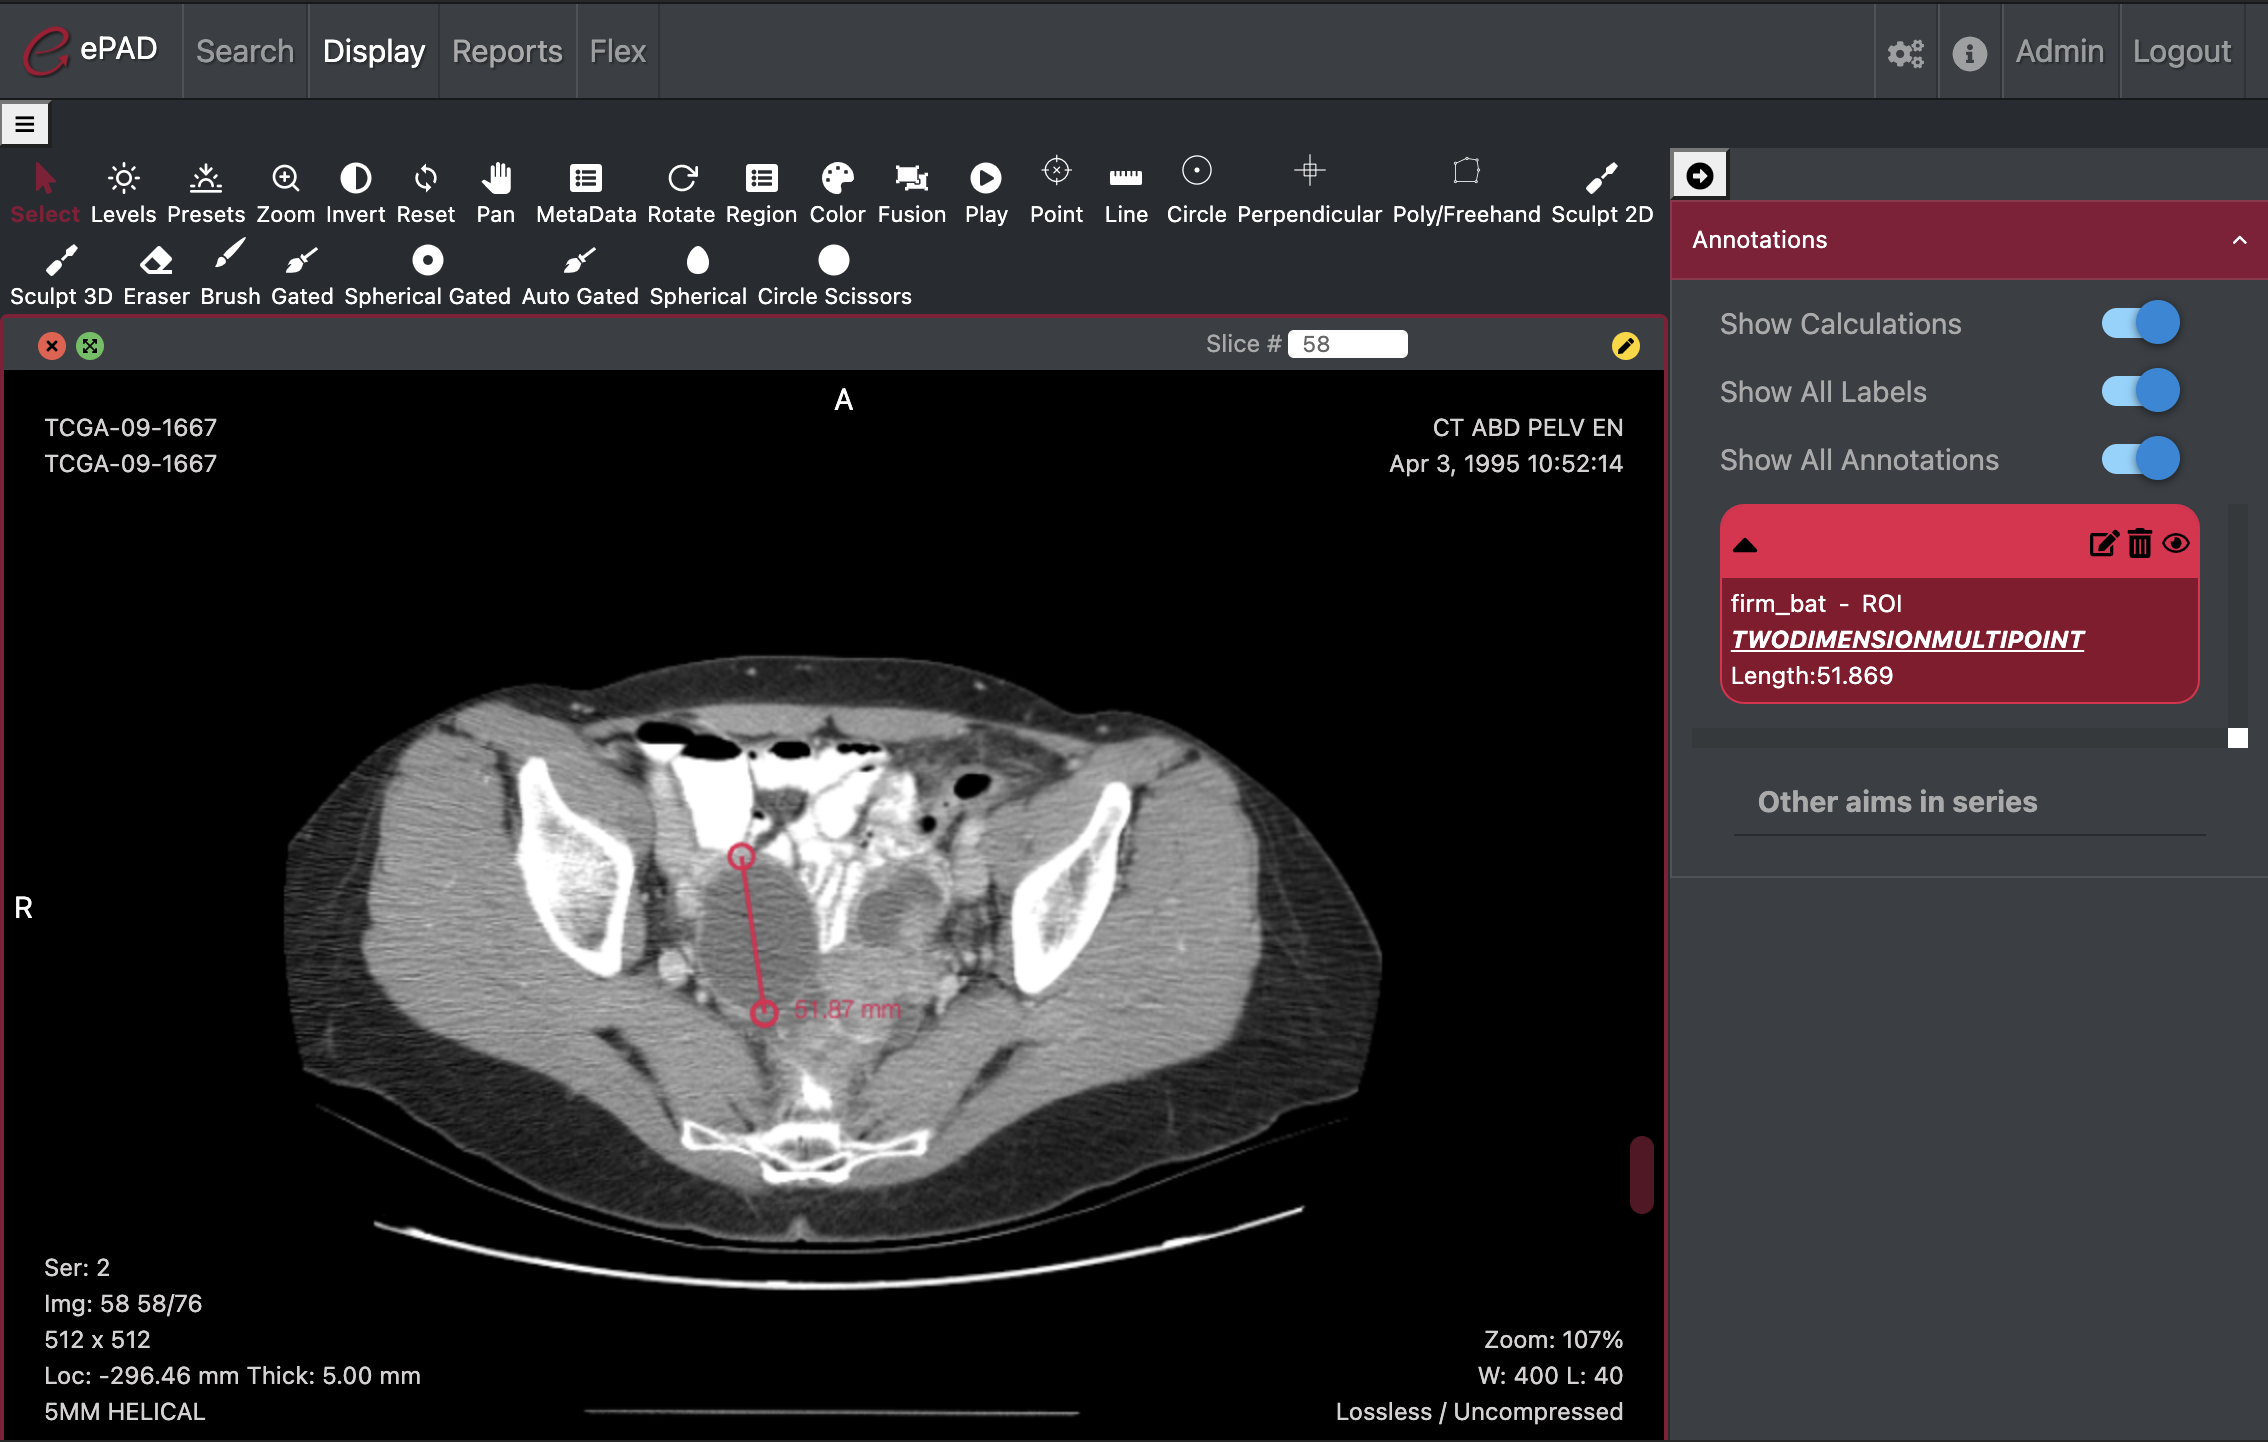 ePAD Search Display Reports Flex Admin Logout
Select Levels Presets Zoom Invert Reset Pan MetaData Rotate Region Color Fusion Play Point Line Circle Perpendicular Poly/Freehand Sculpt 2D
Sculpt 3D Eraser Brush Gated Spherical Gated Auto Gated Spherical Circle Scissors
Slice # 58
A
TCGA-09-1667
TCGA-09-1667
CT ABD PELV EN
Apr 3, 1995 10:52:14
R
51.87 mm
Ser: 2
Img: 58 58/76
512 x 512
Loc: -296.46 mm Thick: 5.00 mm
5MM HELICAL
Zoom: 107%
W: 400 L: 40
Lossless / Uncompressed
Annotations
Show Calculations
Show All Labels
Show All Annotations
firm_bat - ROI
TWODIMENSIONMULTIPOINT
Length:51.869
Other aims in series